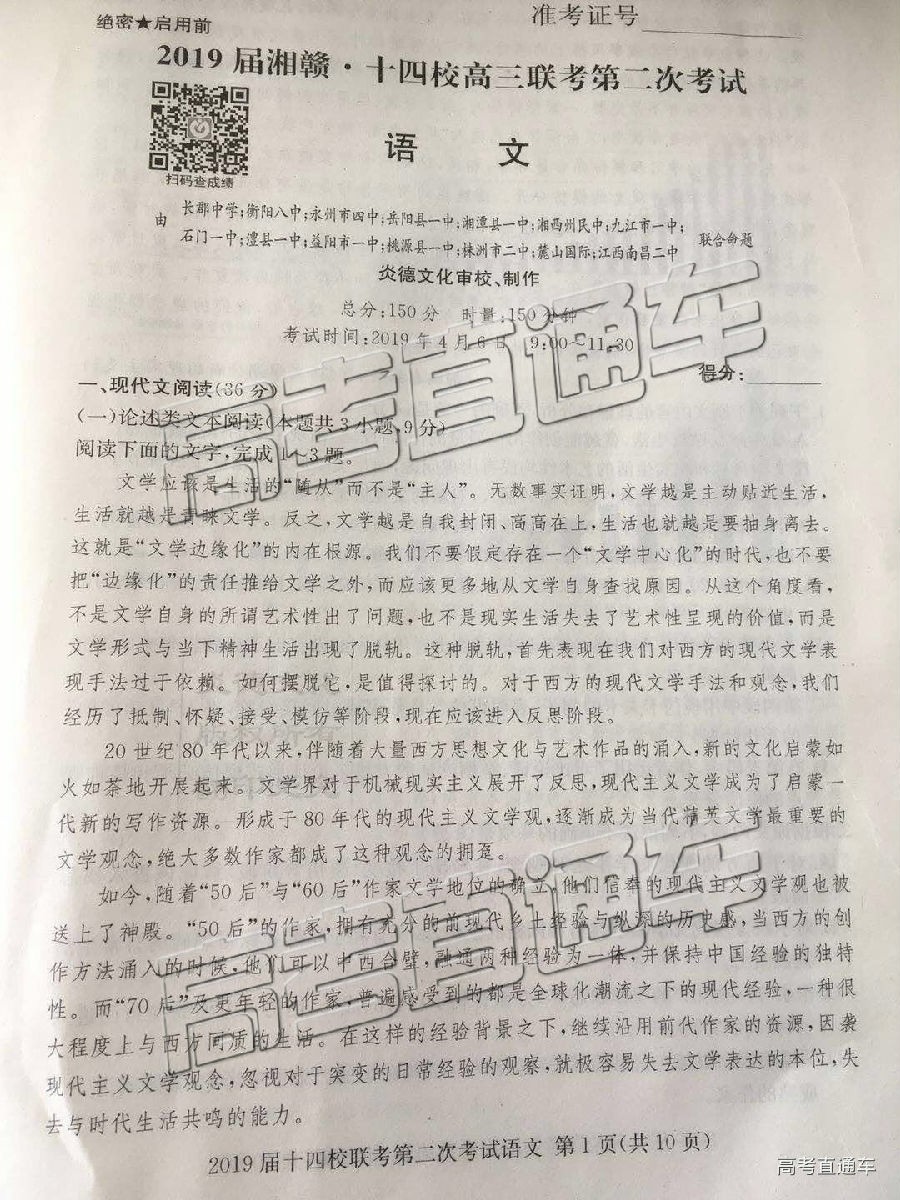 准考证号
绝密★启用前
2019届湘赣·十四校高三联考第二次考试
扫码查成绩
语 文
由
长郡中学;衡阳八中;永州市四中;岳阳县一中;湘潭县一中;湘西州民中;九江市一中;
石门一中;澧县一中;益阳市一中;桃源县一中;株洲市二中;麓山国际;江西南昌二中
联合命题
炎德文化审校、制作
总分:150分 时量:150分钟
考试时间:2019年4月6日 9:00—11:30
得分:
一、现代文阅读(36分)
(一)论述类文本阅读(本题共3小题,9分)
阅读下面的文字,完成1~3题。
文学应该是生活的“随从”而不是“主人”。无数事实证明,文学越是主动贴近生活,
生活就越是青睐文学。反之,文学越是自我封闭、高高在上,生活也就越是要抽身离去。
这就是“文学边缘化”的内在根源。我们不要假定存在一个“文学中心化”的时代,也不要
把“边缘化”的责任推给文学之外,而应该更多地从文学自身查找原因。从这个角度看,
不是文学自身的所谓艺术性出了问题,也不是现实生活失去了艺术性呈现的价值,而是
文学形式与当下精神生活出现了脱轨。这种脱轨,首先表现在我们对西方的现代文学表
现手法过于依赖。如何摆脱它,是值得探讨的。对于西方的现代文学手法和观念,我们
经历了抵制、怀疑、接受、模仿等阶段,现在应该进入反思阶段。
20世纪80年代以来,伴随着大量西方思想文化与艺术作品的涌入,新的文化启蒙如
火如荼地开展起来。文学界对于机械现实主义展开了反思,现代主义文学成为了启蒙一
代新的写作资源。形成于80年代的现代主义文学观,逐渐成为当代精英文学最重要的
文学观念,绝大多数作家都成了这种观念的拥趸。
如今,随着“50后”与“60后”作家文学地位的确立,他们信奉的现代主义文学观也被
送上了神殿。“50后”的作家,拥有充分的前现代乡土经验与纵深的历史感,当西方的创
作方法涌入的时候,他们可以中西合璧,融通两种经验为一体,并保持中国经验的独特
性。而“70后”及更年轻的作家,普遍感受到的都是全球化潮流之下的现代经验,一种很
大程度上与西方同质的生活。在这样的经验背景之下,继续沿用前代作家的资源,因袭
现代主义文学观念,忽视对于突变的日常经验的观察,就极容易失去文学表达的本位,失
去与时代生活共鸣的能力。
2019届十四校联考第二次考试语文 第1页(共10页)
高考直通车
高考直通车
高考直通车